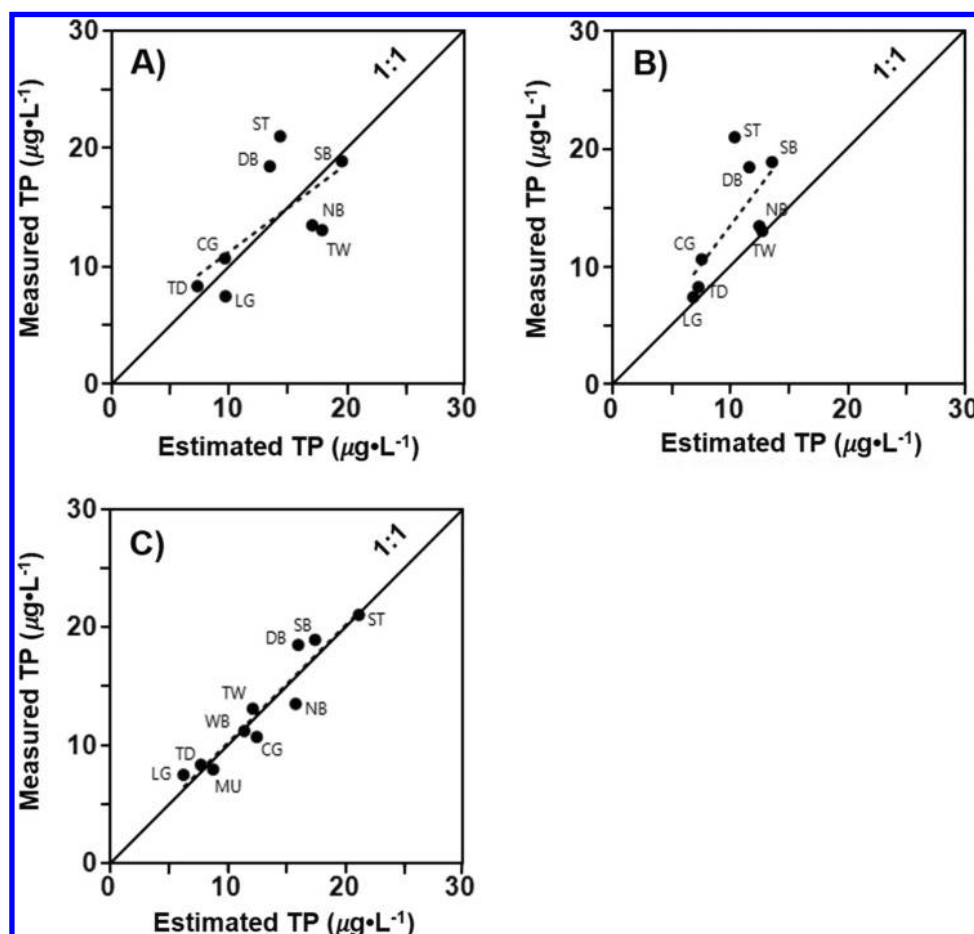 A)
1:1
30
20
10
0
0
10
20
30
ST
DB
SB
NB
TW
CG
TD
LG
Measured TP (μg•L⁻¹)
Estimated TP (μg•L⁻¹)
B)
1:1
30
20
10
0
0
10
20
30
ST
SB
DB
NB
TW
CG
TD
LG
Measured TP (μg•L⁻¹)
Estimated TP (μg•L⁻¹)
C)
1:1
30
20
10
0
0
10
20
30
ST
SB
DB
NB
TW
WB
CG
TD
LG
MU
Measured TP (μg•L⁻¹)
Estimated TP (μg•L⁻¹)